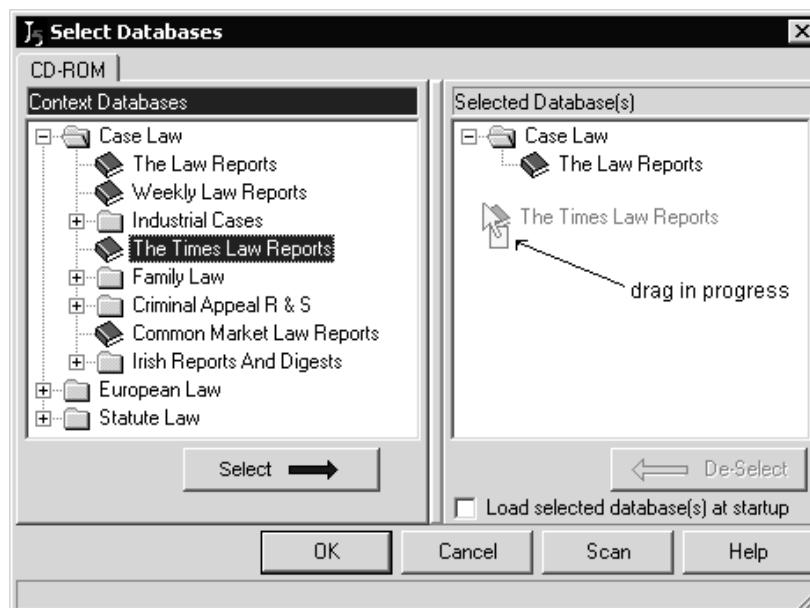 J5 Select Databases
CD-ROM
Context Databases
Case Law
The Law Reports
Weekly Law Reports
Industrial Cases
The Times Law Reports
Family Law
Criminal Appeal R & S
Common Market Law Reports
Irish Reports And Digests
European Law
Statute Law
Select
Selected Database(s)
Case Law
The Law Reports
The Times Law Reports
drag in progress
De-Select
Load selected database(s) at startup
OK
Cancel
Scan
Help